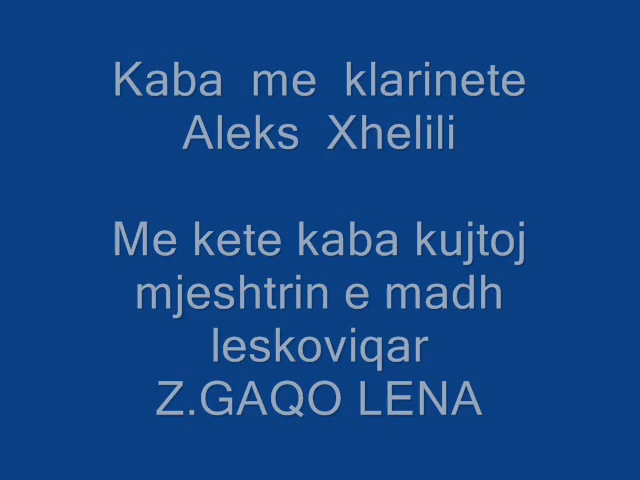 Kaba me klarinete
Aleks Xhelili
Me kete kaba kujtoj
mjeshtrin e madh
leskoviqar
Z.GAQO LENA